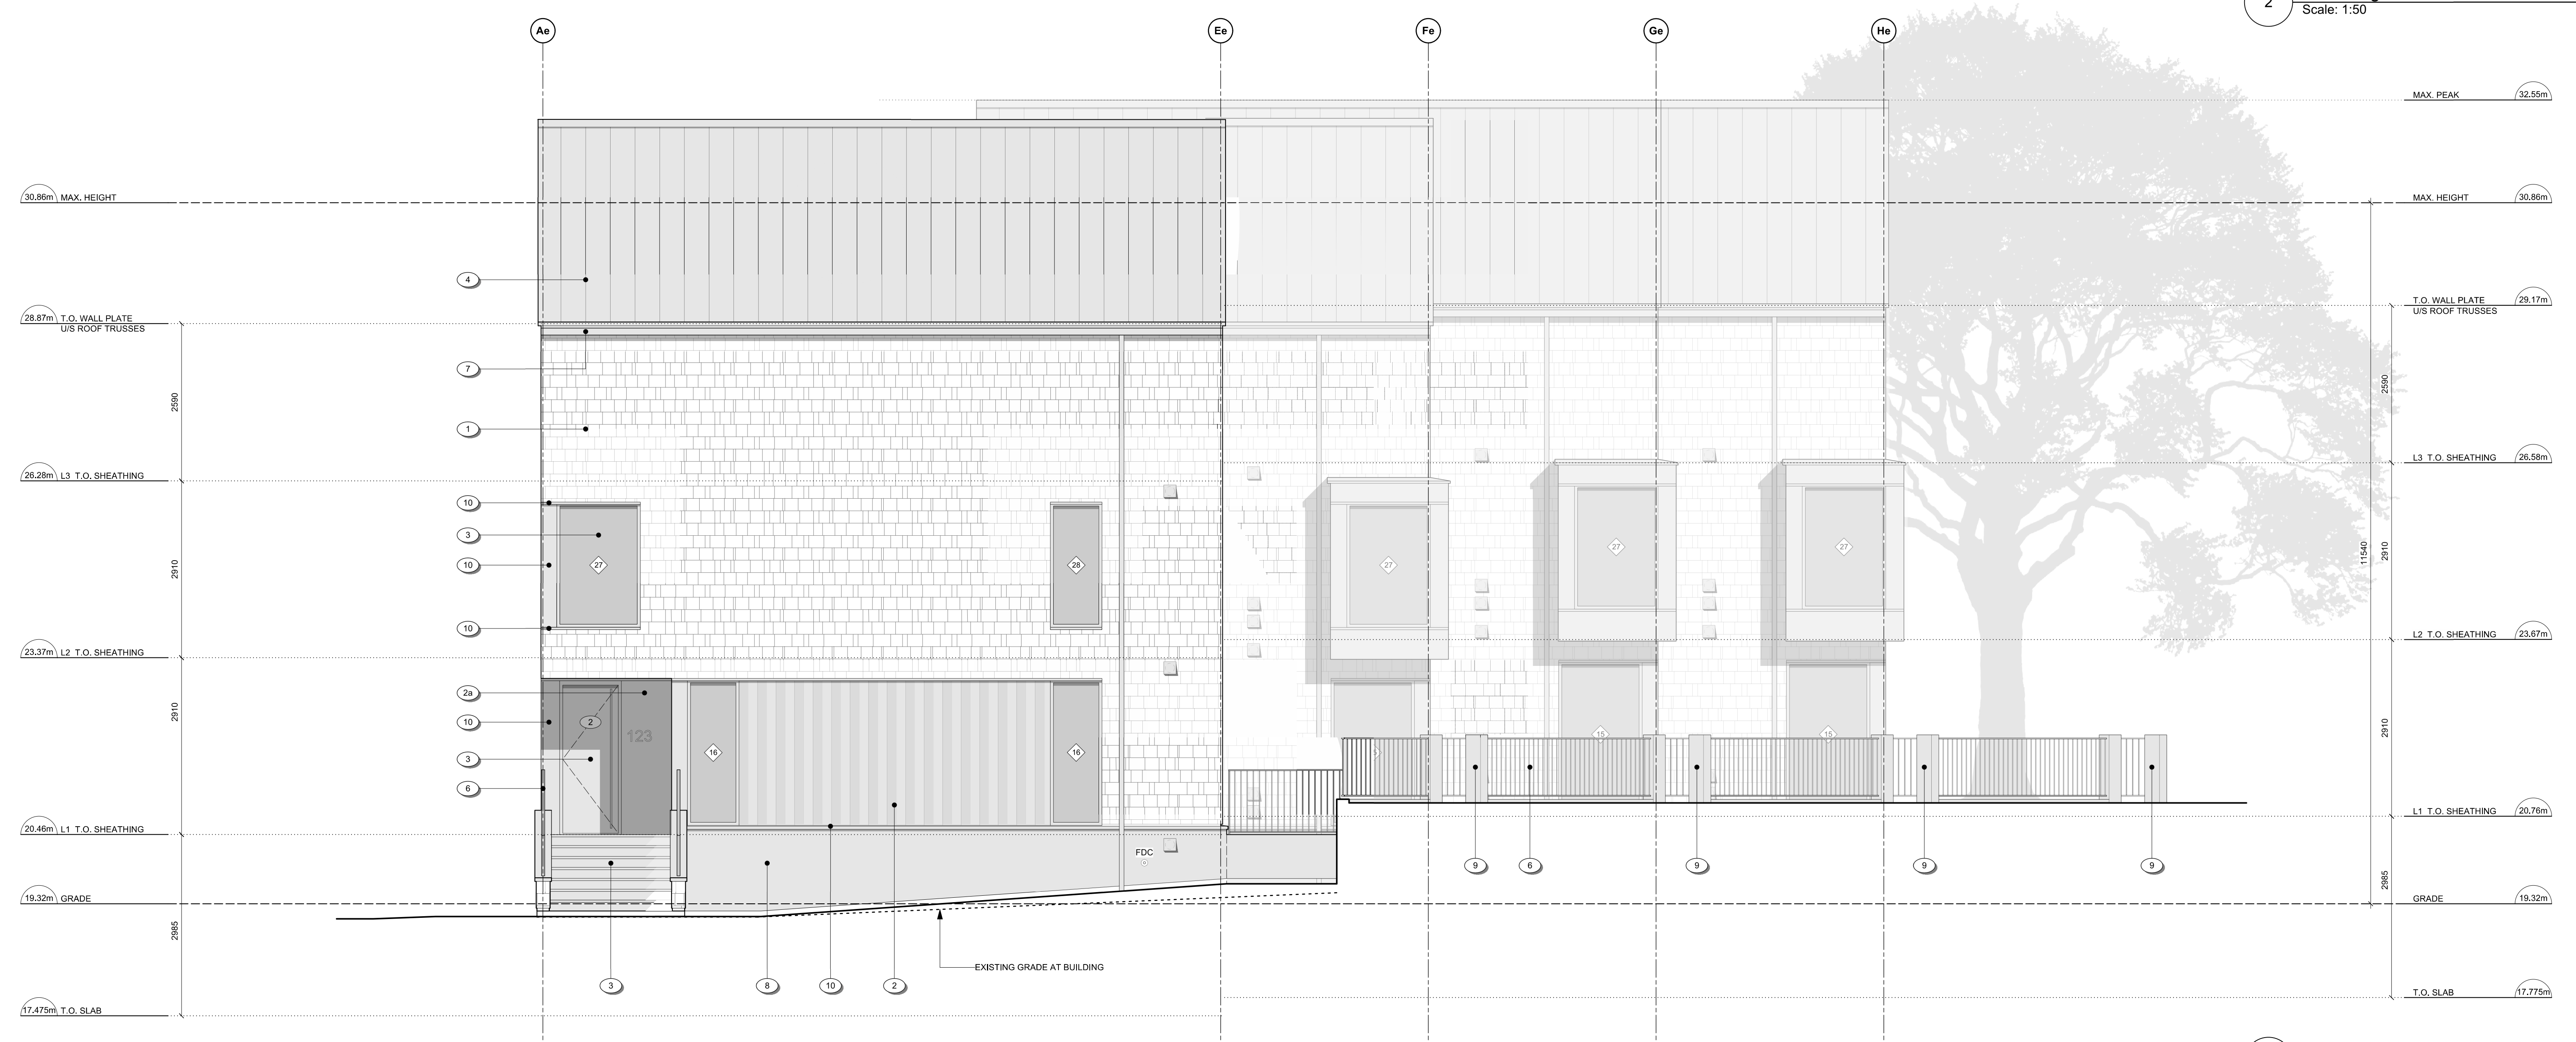 2
Scale: 1:50
Ae
Ee
Fe
Ge
He
MAX. PEAK 32.55m
30.86m MAX. HEIGHT
MAX. HEIGHT 30.86m
4
28.87m T.O. WALL PLATE
U/S ROOF TRUSSES
T.O. WALL PLATE 29.17m
U/S ROOF TRUSSES
7
2590
2590
1
26.28m L3 T.O. SHEATHING
L3 T.O. SHEATHING 26.58m
10
3
10
27
28
27
27
27
2910
11540
2910
10
23.37m L2 T.O. SHEATHING
L2 T.O. SHEATHING 23.67m
2a
10
2
123
3
16
16
15
15
2910
2910
6
20.46m L1 T.O. SHEATHING
L1 T.O. SHEATHING 20.76m
FDC
9
6
9
9
9
2985
19.32m GRADE
GRADE 19.32m
2985
EXISTING GRADE AT BUILDING
3
8
10
2
17.475m T.O. SLAB
T.O. SLAB 17.775m